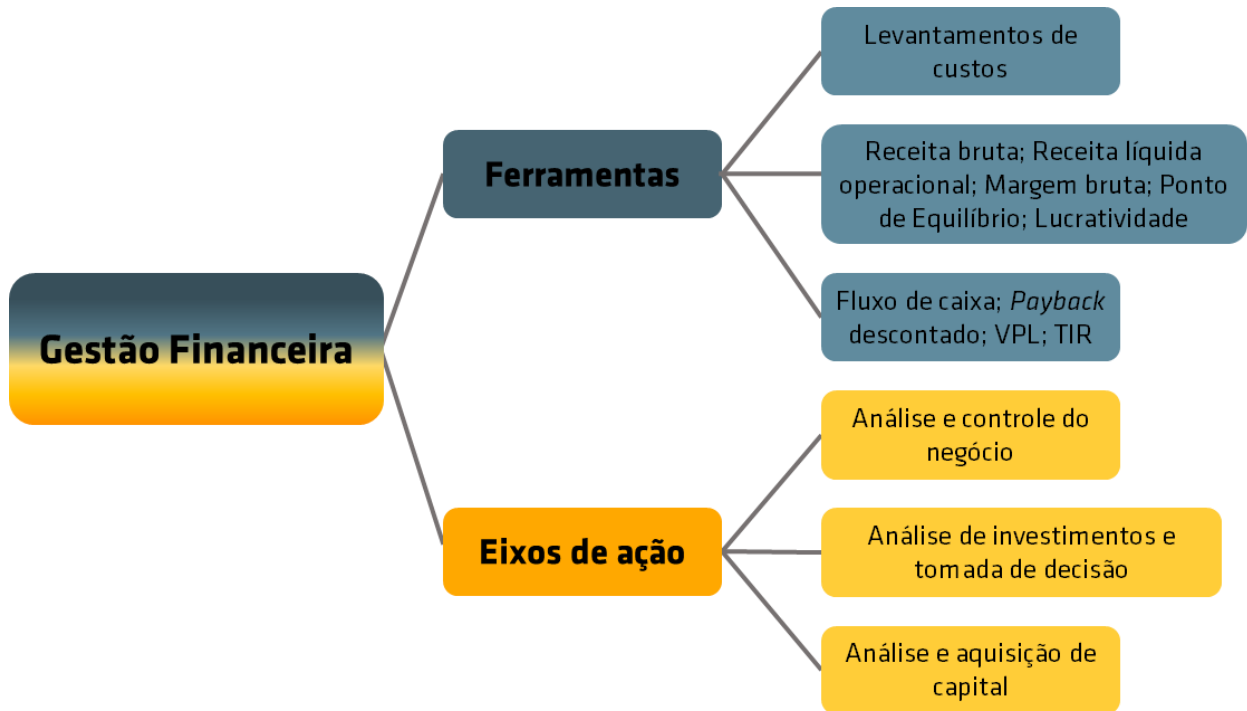 Gestão Financeira
Ferramentas
Levantamentos de
custos
Receita bruta; Receita líquida
operacional; Margem bruta; Ponto
de Equilíbrio; Lucratividade
Fluxo de caixa; Payback
descontado; VPL; TIR
Eixos de ação
Análise e controle do
negócio
Análise de investimentos e
tomada de decisão
Análise e aquisição de
capital